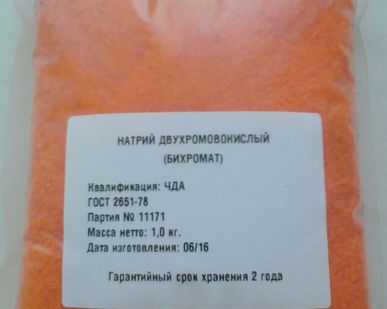 НАТРИЙ ДВУХРОМОВОКИСЛЫЙ
(БИХРОМАТ)
Квалификация: ЧДА
ГОСТ 2651-78
Партия № 11171
Масса нетто: 1,0 кг.
Дата изготовления: 06/16
Гарантийный срок хранения 2 года